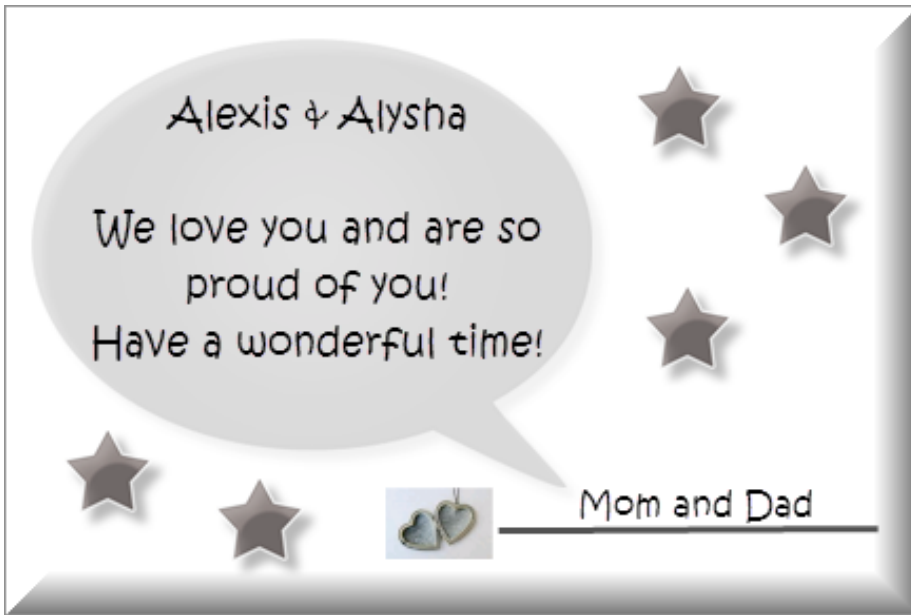 Alexis & Alysha
We love you and are so
proud of you!
Have a wonderful time!
Mom and Dad